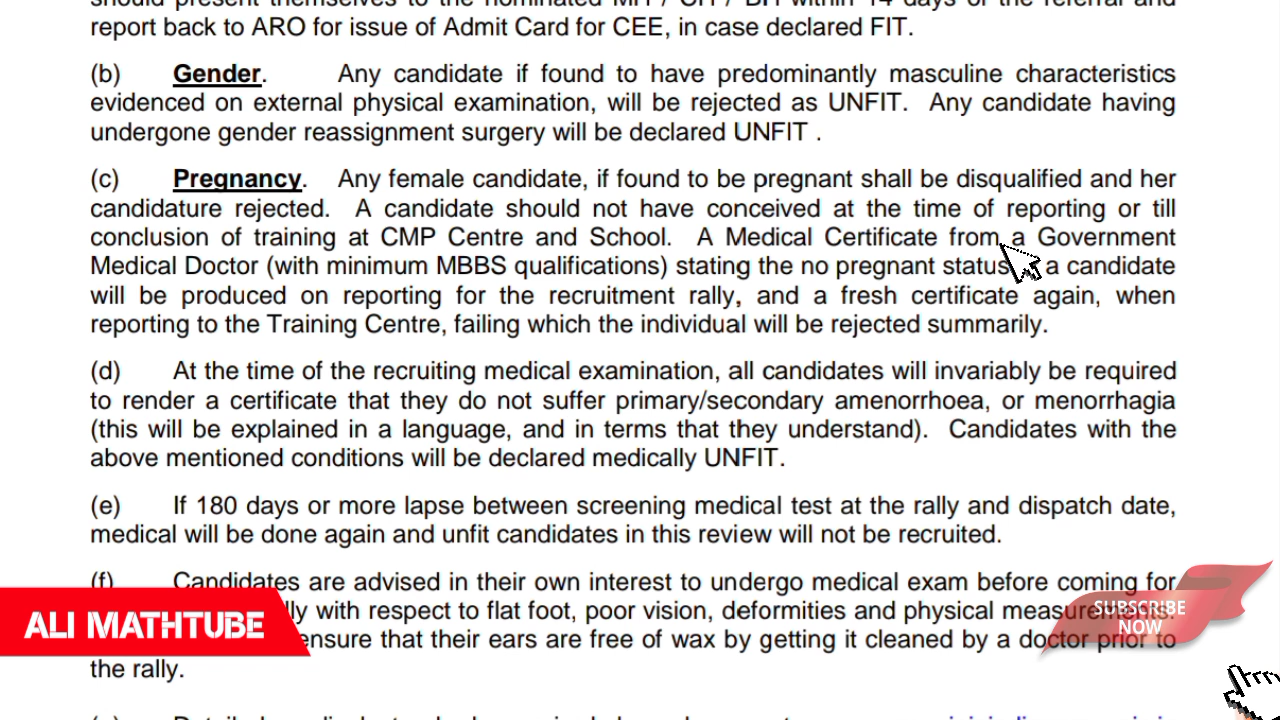 report back to ARO for issue of Admit Card for CEE, in case declared FIT.
(b) Gender. Any candidate if found to have predominantly masculine characteristics
evidenced on external physical examination, will be rejected as UNFIT. Any candidate having
undergone gender reassignment surgery will be declared UNFIT .
(c) Pregnancy. Any female candidate, if found to be pregnant shall be disqualified and her
candidature rejected. A candidate should not have conceived at the time of reporting or till
conclusion of training at CMP Centre and School. A Medical Certificate from a Government
Medical Doctor (with minimum MBBS qualifications) stating the no pregnant status a candidate
will be produced on reporting for the recruitment rally, and a fresh certificate again, when
reporting to the Training Centre, failing which the individual will be rejected summarily.
(d) At the time of the recruiting medical examination, all candidates will invariably be required
to render a certificate that they do not suffer primary/secondary amenorrhoea, or menorrhagia
(this will be explained in a language, and in terms that they understand). Candidates with the
above mentioned conditions will be declared medically UNFIT.
(e) If 180 days or more lapse between screening medical test at the rally and dispatch date,
medical will be done again and unfit candidates in this review will not be recruited.
(f) Candidates are advised in their own interest to undergo medical exam before coming for
with respect to flat foot, poor vision, deformities and physical measurements.
ensure that their ears are free of wax by getting it cleaned by a doctor prior to
the rally.
ALI MATHTUBE
SUBSCRIBE
NOW